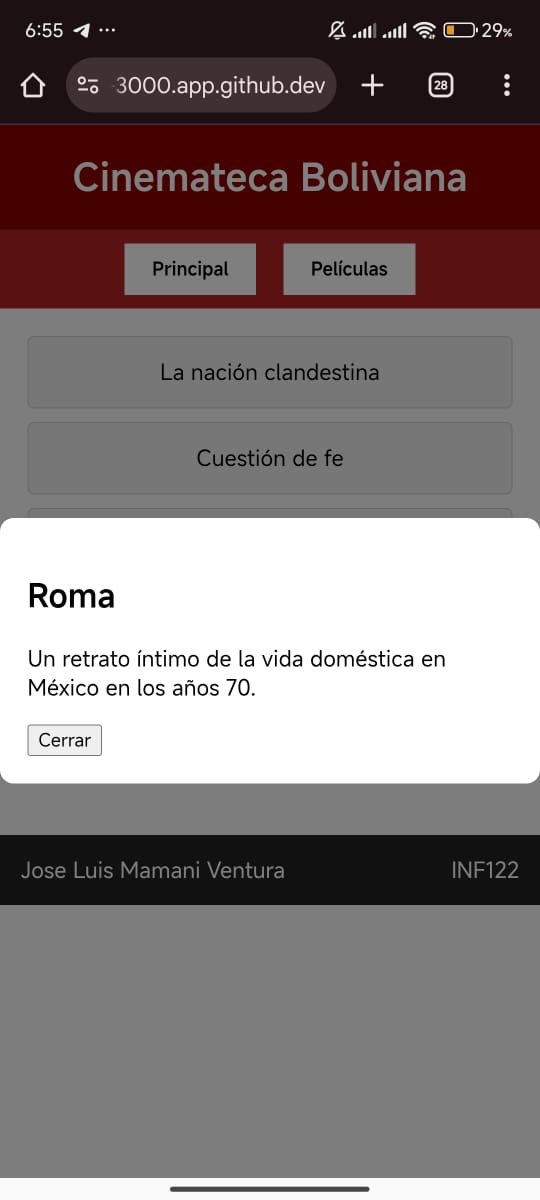 6:55 ... 29%
28
-3000.app.github.dev
Cinemateca Boliviana
Principal Películas
La nación clandestina
Cuestión de fe
Roma
Un retrato íntimo de la vida doméstica en
México en los años 70.
Cerrar
Jose Luis Mamani Ventura INF122